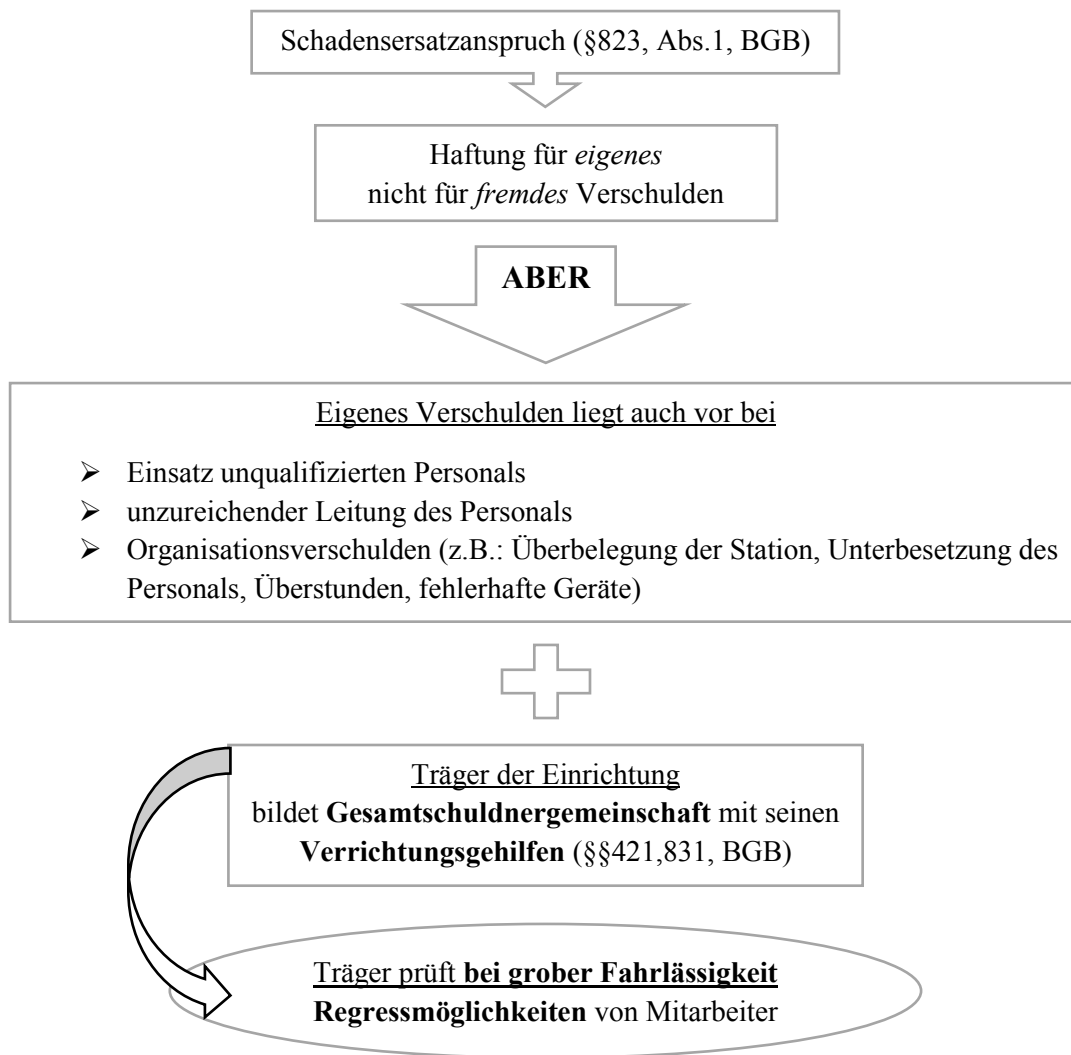 Schadensersatzanspruch (§823, Abs.1, BGB)
Haftung für eigenes
nicht für fremdes Verschulden
ABER
Eigenes Verschulden liegt auch vor bei
➢ Einsatz unqualifizierten Personals
➢ unzureichender Leitung des Personals
➢ Organisationsverschulden (z.B.: Überbelegung der Station, Unterbesetzung des
Personals, Überstunden, fehlerhafte Geräte)
Träger der Einrichtung
bildet Gesamtschuldnergemeinschaft mit seinen
Verrichtungsgehilfen (§§421,831, BGB)
Träger prüft bei grober Fahrlässigkeit
Regressmöglichkeiten von Mitarbeiter